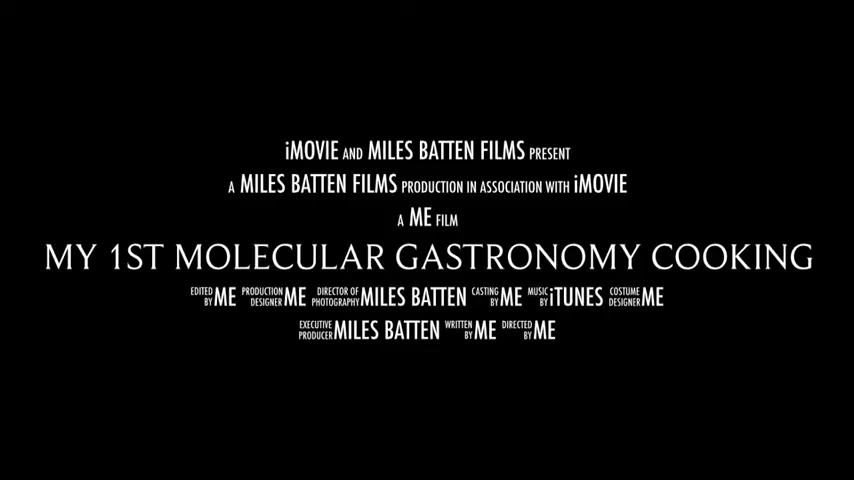 iMOVIE AND MILES BATTEN FILMS PRESENT
A MILES BATTEN FILMS PRODUCTION IN ASSOCIATION WITH iMOVIE
A ME FILM
MY 1ST MOLECULAR GASTRONOMY COOKING
EDITED BY ME PRODUCTION DESIGNER ME DIRECTOR OF PHOTOGRAPHY MILES BATTEN CASTING BY ME MUSIC BY iTUNES COSTUME DESIGNER ME
EXECUTIVE PRODUCER MILES BATTEN WRITTEN BY ME DIRECTED BY ME